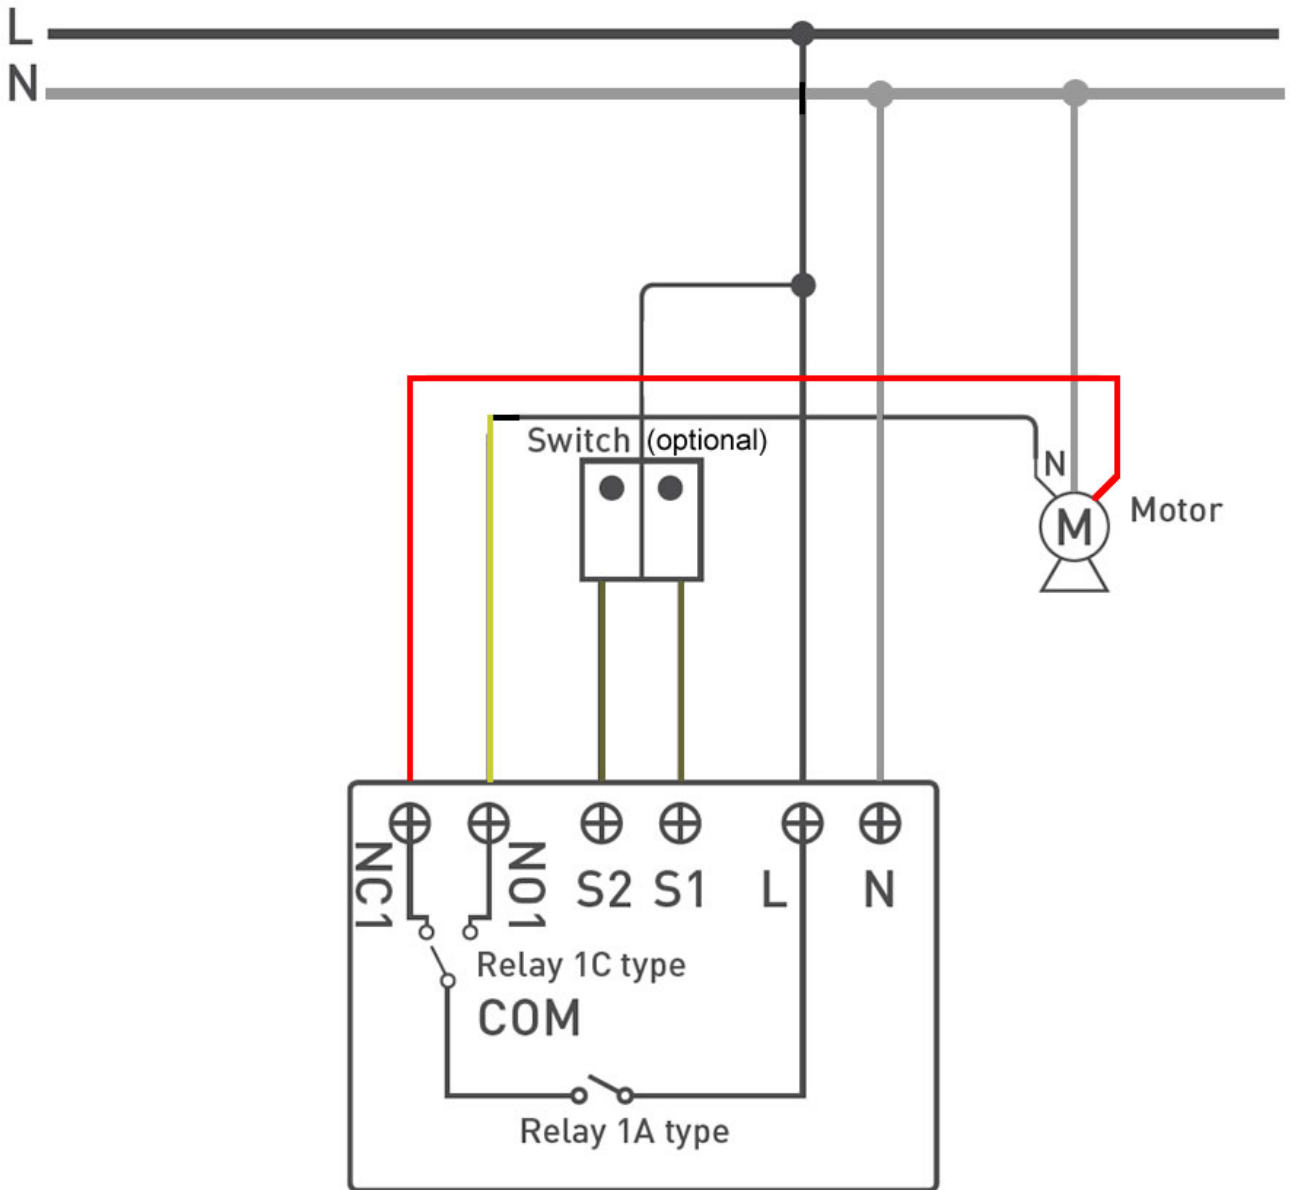 L
N
Switch (optional)
N
M
Motor
NC1
NO1
S2 S1 L N
Relay 1C type
COM
Relay 1A type